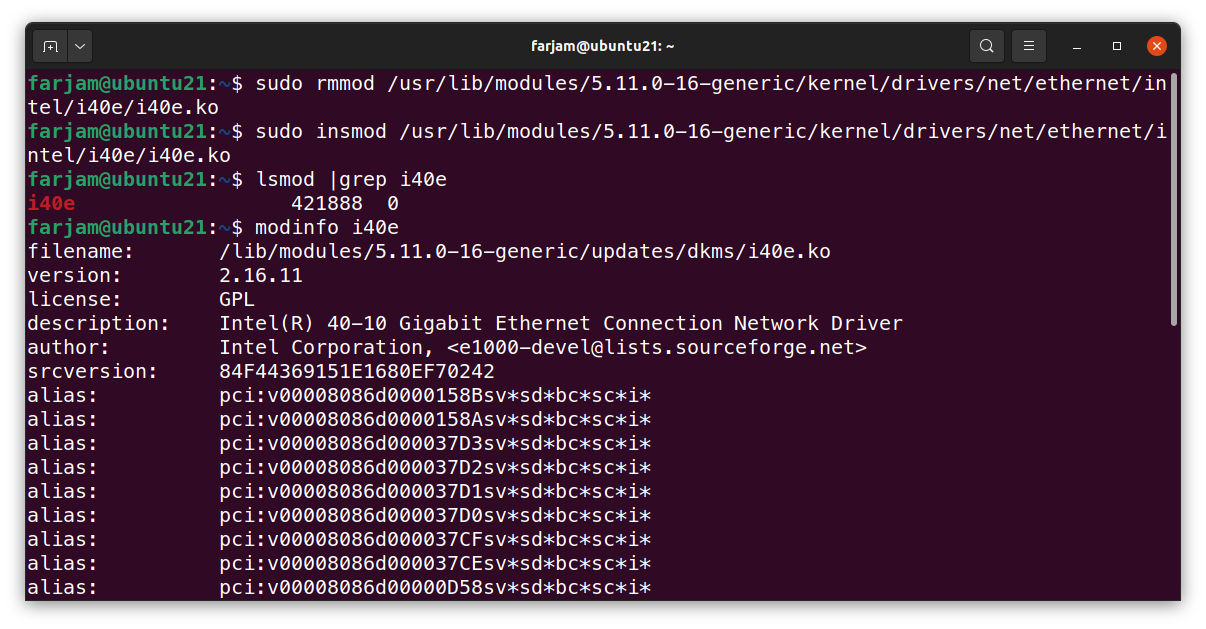 farjam@ubuntu21: ~
farjam@ubuntu21:~$ sudo rmmod /usr/lib/modules/5.11.0-16-generic/kernel/drivers/net/ethernet/in
tel/i40e/i40e.ko
farjam@ubuntu21:~$ sudo insmod /usr/lib/modules/5.11.0-16-generic/kernel/drivers/net/ethernet/i
ntel/i40e/i40e.ko
farjam@ubuntu21:~$ lsmod |grep i40e
i40e                  421888  0
farjam@ubuntu21:~$ modinfo i40e
filename:       /lib/modules/5.11.0-16-generic/updates/dkms/i40e.ko
version:        2.16.11
license:        GPL
description:    Intel(R) 40-10 Gigabit Ethernet Connection Network Driver
author:         Intel Corporation, <e1000-devel@lists.sourceforge.net>
srcversion:     84F44369151E1680EF70242
alias:          pci:v00008086d0000158Bsv*sd*bc*sc*i*
alias:          pci:v00008086d0000158Asv*sd*bc*sc*i*
alias:          pci:v00008086d000037D3sv*sd*bc*sc*i*
alias:          pci:v00008086d000037D2sv*sd*bc*sc*i*
alias:          pci:v00008086d000037D1sv*sd*bc*sc*i*
alias:          pci:v00008086d000037D0sv*sd*bc*sc*i*
alias:          pci:v00008086d000037CFsv*sd*bc*sc*i*
alias:          pci:v00008086d000037CEsv*sd*bc*sc*i*
alias:          pci:v00008086d00000D58sv*sd*bc*sc*i*